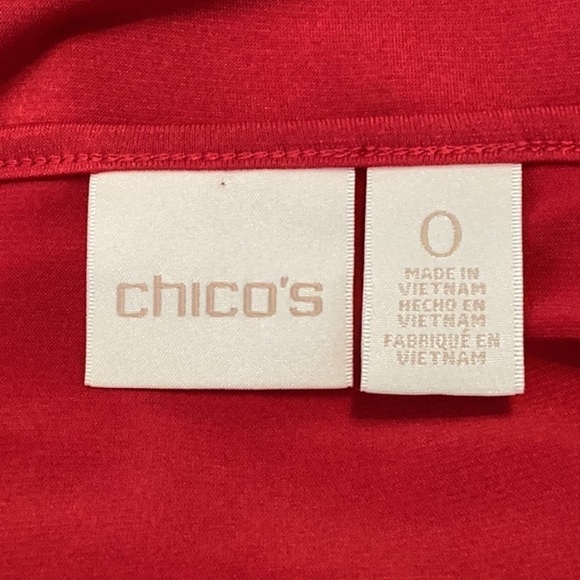 chico's
0
MADE IN
VIETNAM
HECHO EN
VIETNAM
FABRIQUÉ EN
VIETNAM